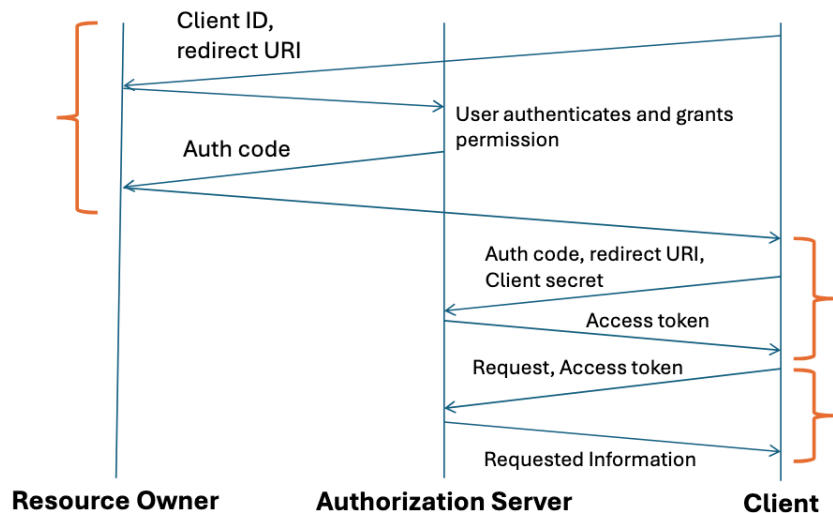 Client ID,
redirect URI
User authenticates and grants
permission
Auth code
Auth code, redirect URI,
Client secret
Access token
Request, Access token
Requested Information
Resource Owner
Authorization Server
Client